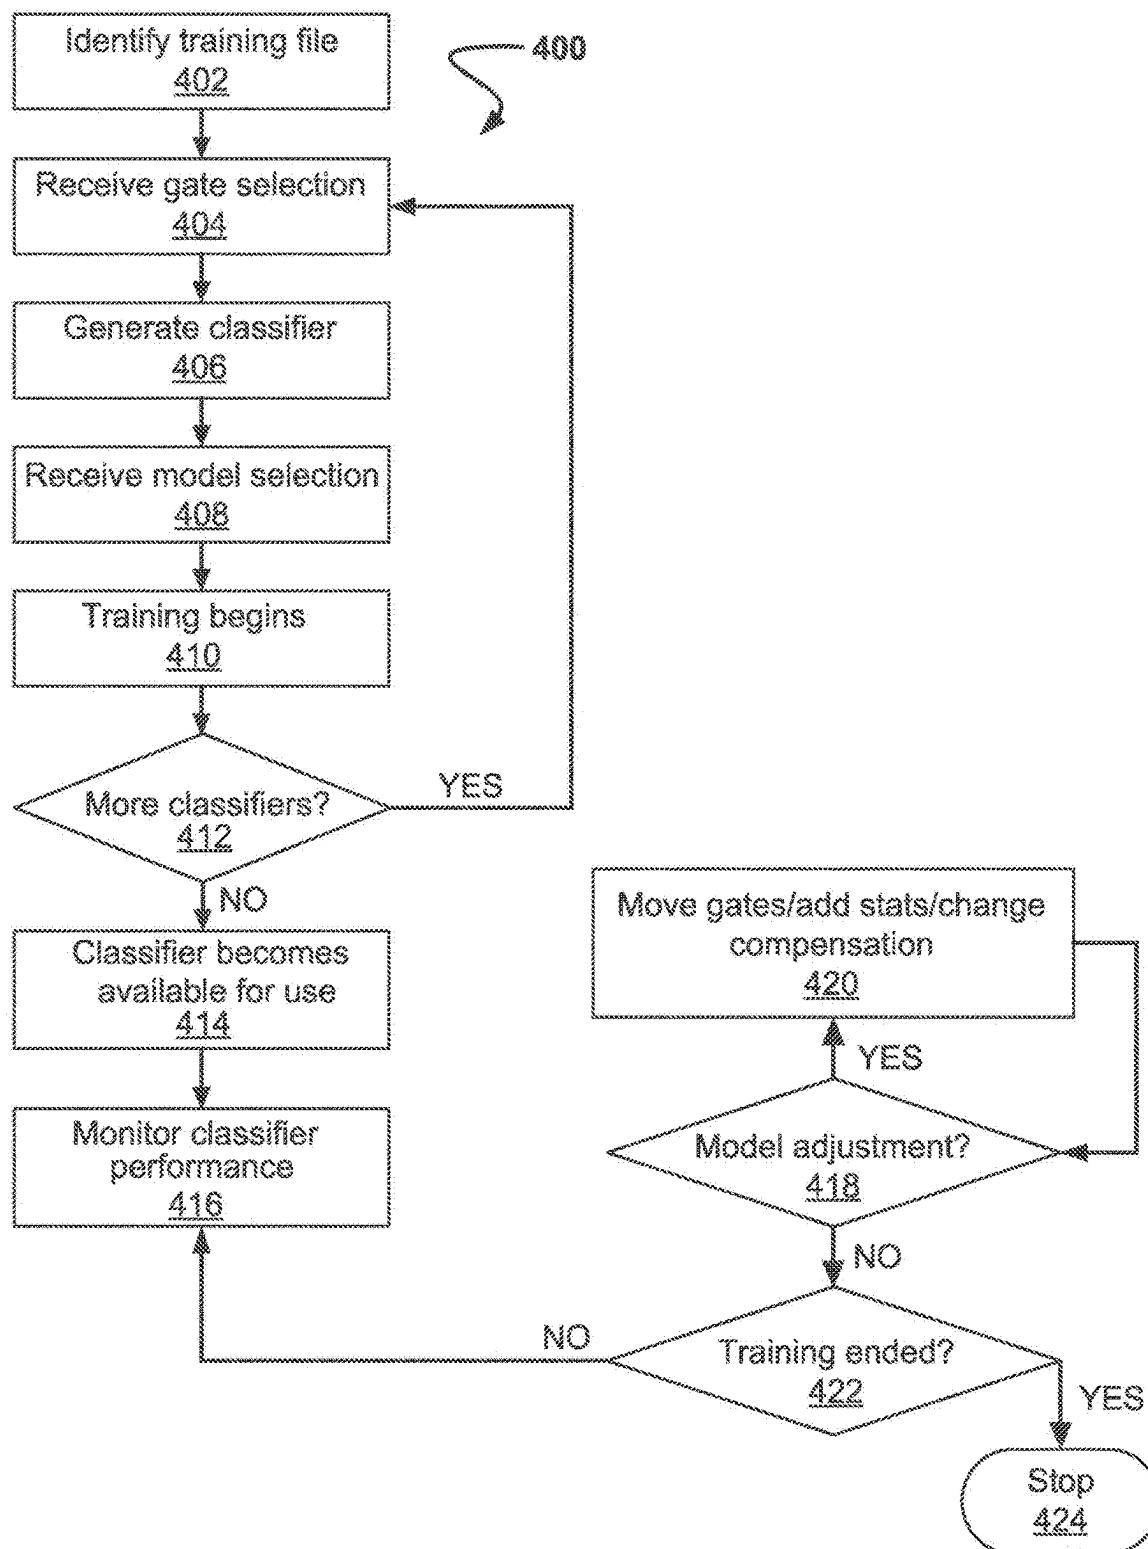 Identify training file
402
400
Receive gate selection
404
Generate classifier
406
Receive model selection
408
Training begins
410
More classifiers?
412
YES
NO
Classifier becomes
available for use
414
Monitor classifier
performance
416
Move gates/add stats/change
compensation
420
YES
Model adjustment?
418
NO
Training ended?
422
NO
YES
Stop
424